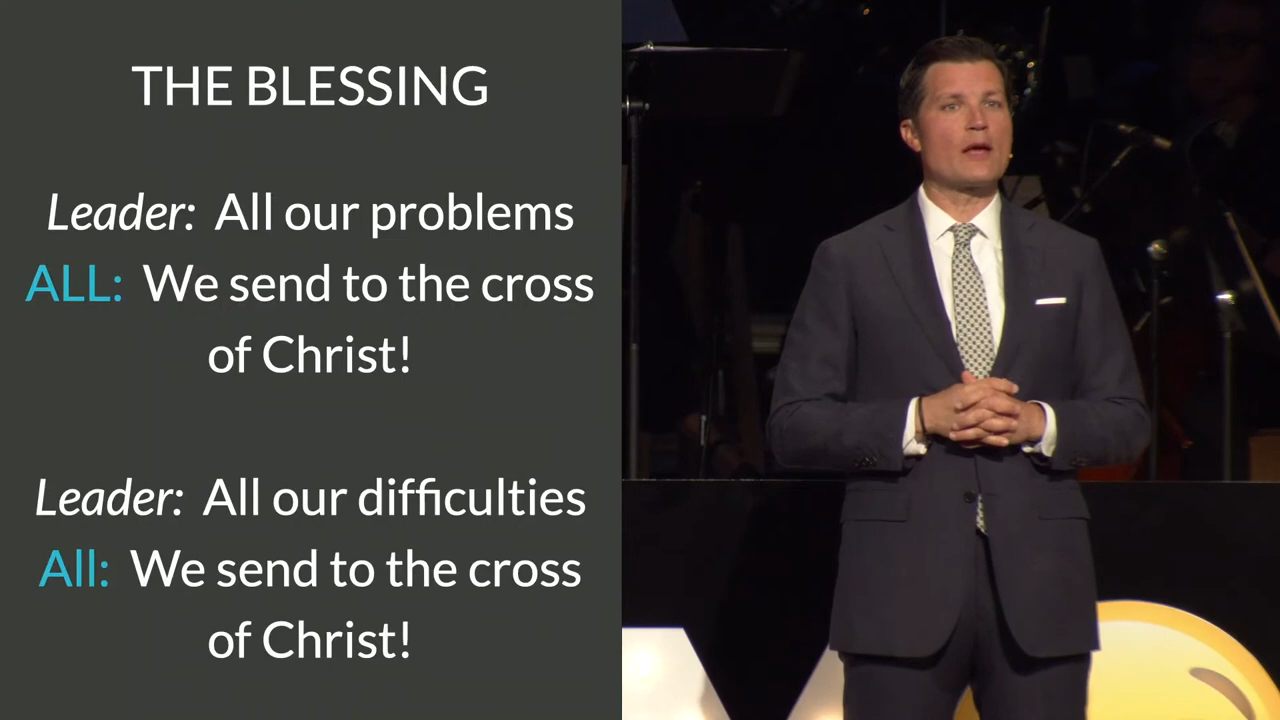 THE BLESSING
Leader: All our problems
ALL: We send to the cross
of Christ!
Leader: All our difficulties
All: We send to the cross
of Christ!